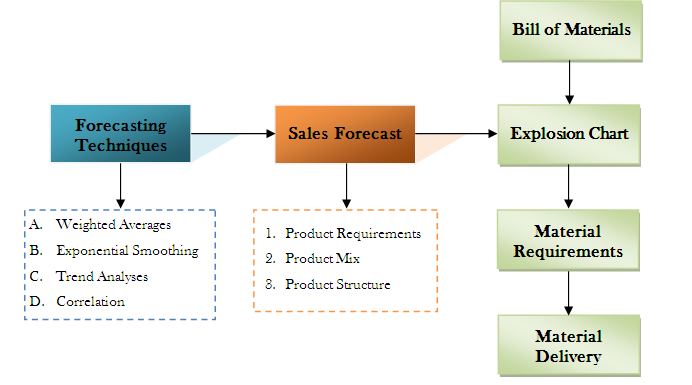 Bill of Materials
Forecasting
Techniques
Sales Forecast
Explosion Chart
A. Weighted Averages
B. Exponential Smoothing
C. Trend Analyses
D. Correlation
1. Product Requirements
2. Product Mix
3. Product Structure
Material
Requirements
Material
Delivery